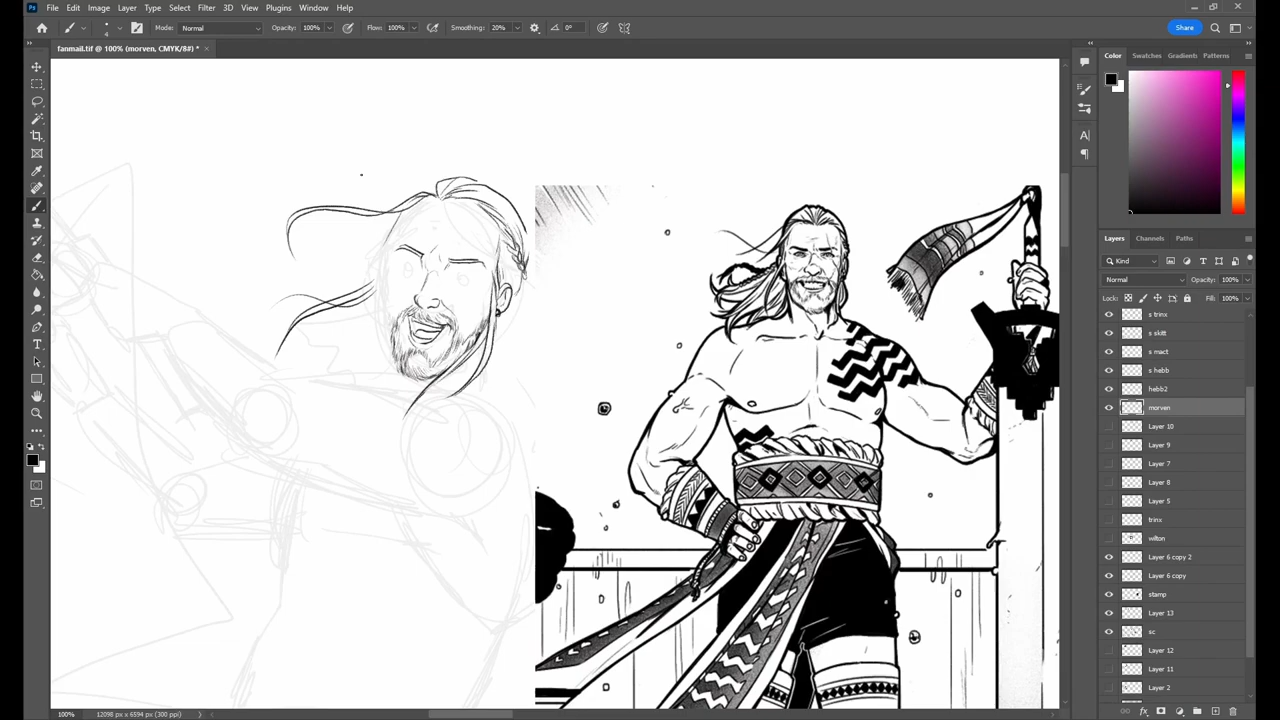 Ps File Edit Image Layer Type Select Filter 3D View Plugins Window Help
4 Mode: Normal Opacity: 100% Flow: 100% Smoothing: 20% 0° Share
fanmail.tif @ 100% (morven, CMYK/8#) * ×
Color Swatches Gradients Patterns
Layers Channels Paths
Kind
Normal Opacity: 100%
Lock: Fill: 100%
s trinx
s skitt
s mact
s hebb
hebb2
morven
Layer 10
Layer 9
Layer 7
Layer 8
Layer 5
trinx
wilton
Layer 6 copy 2
Layer 6 copy
stamp
Layer 13
sc
Layer 12
Layer 11
Layer 2
100% 12098 px x 6594 px (300 ppi)